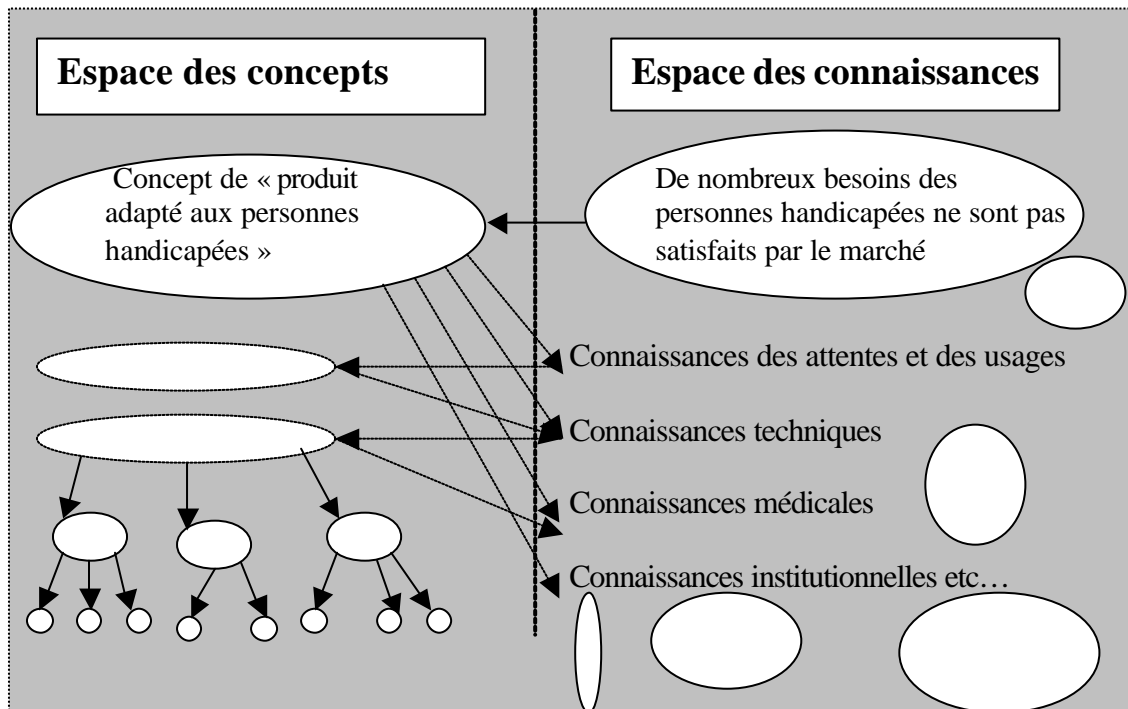 Espace des concepts
Espace des connaissances
Concept de « produit
adapté aux personnes
handicapées »
De nombreux besoins des
personnes handicapées ne sont pas
satisfaits par le marché
Connaissances des attentes et des usages
Connaissances techniques
Connaissances médicales
Connaissances institutionnelles etc…